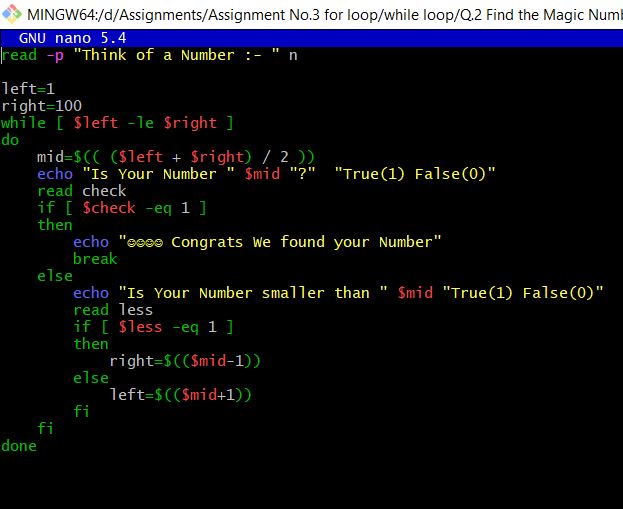 MINGW64:/d/Assignments/Assignment No.3 for loop/while loop/Q.2 Find the Magic Numb
GNU nano 5.4
read -p "Think of a Number :- " n
left=1
right=100
while [ $left -le $right ]
do
    mid=$(( ($left + $right) / 2 ))
    echo "Is Your Number " $mid "?"  "True(1) False(0)"
    read check
    if [ $check -eq 1 ]
    then
        echo "☺☺☺☺ Congrats We found your Number"
        break
    else
        echo "Is Your Number smaller than " $mid "True(1) False(0)"
        read less
        if [ $less -eq 1 ]
        then
            right=$(($mid-1))
        else
            left=$(($mid+1))
        fi
    fi
done